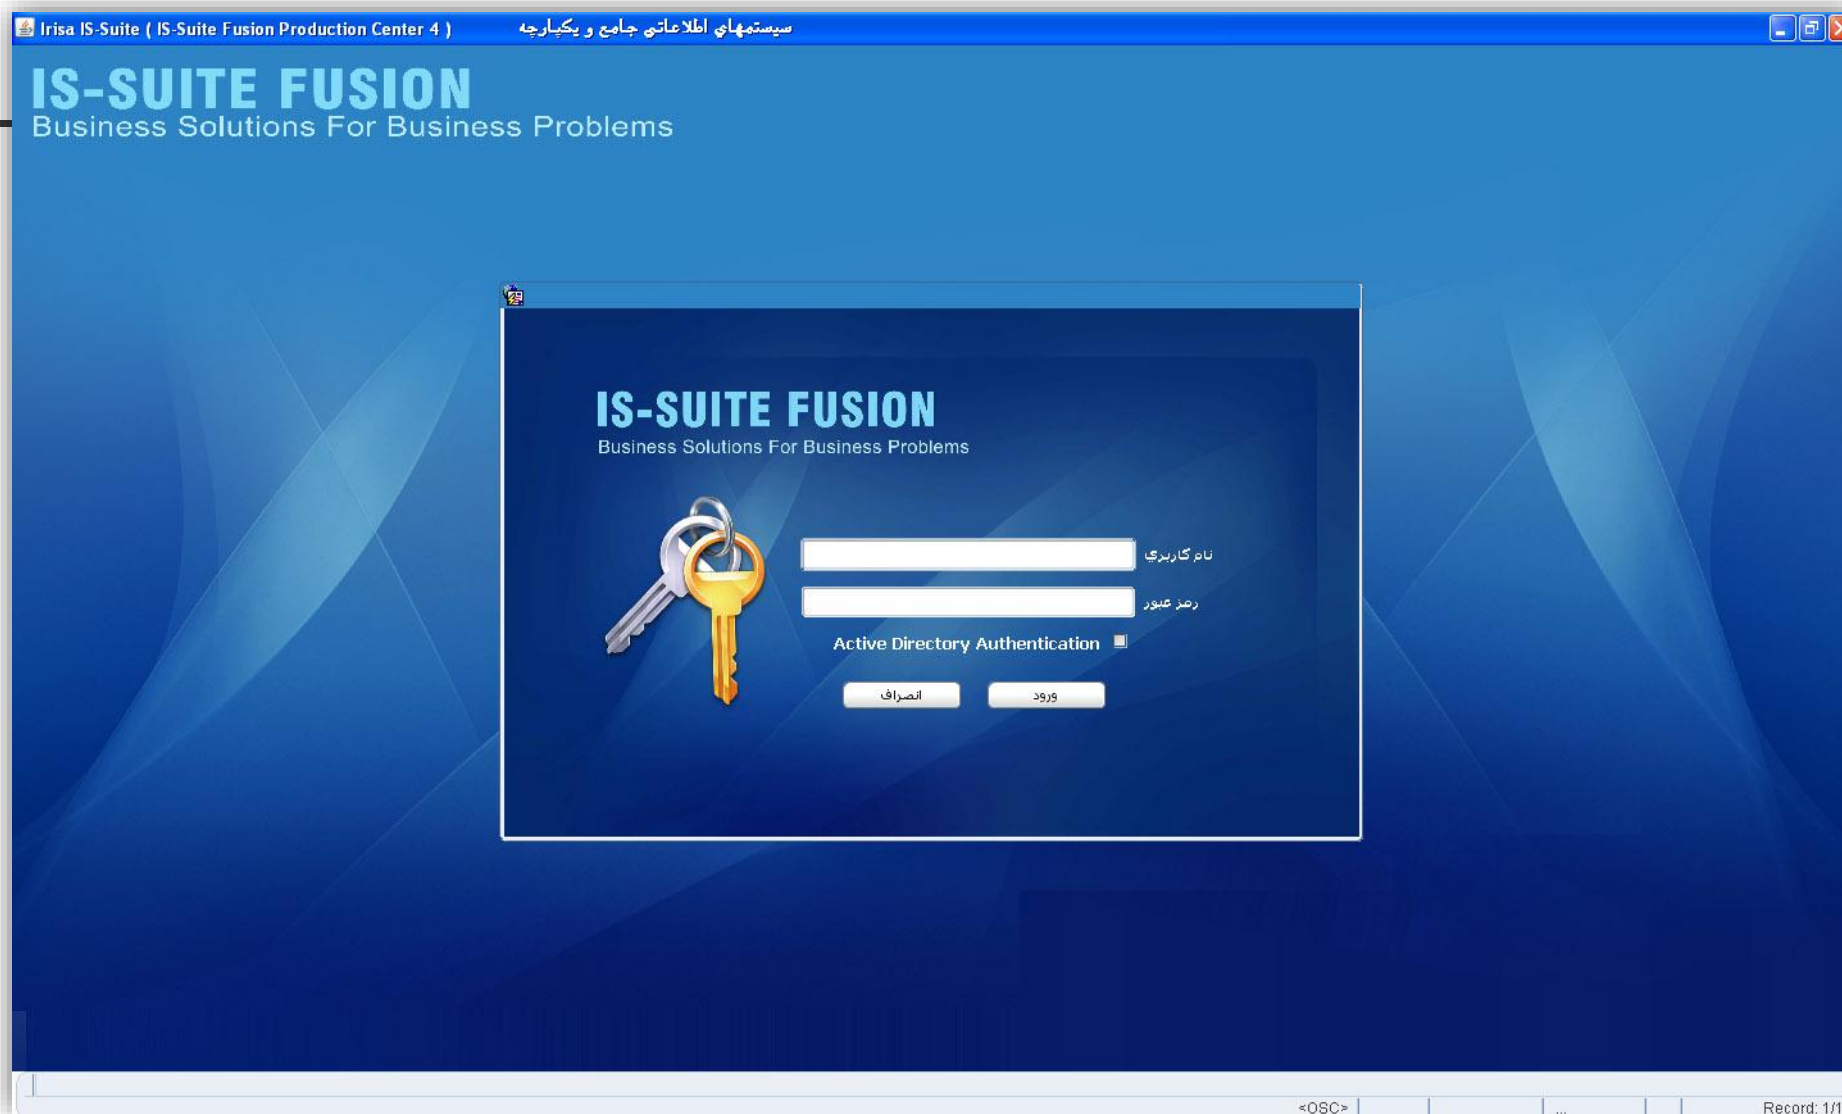 Irisa IS-Suite ( IS-Suite Fusion Production Center 4 ) سیستمهاي اطلاعاتي جامع و یکپارچه
IS-SUITE FUSION
Business Solutions For Business Problems
IS-SUITE FUSION
Business Solutions For Business Problems
نام کاربري
رمز عبور
Active Directory Authentication
ورود
انصراف
<OSC>
...
Record: 1/1